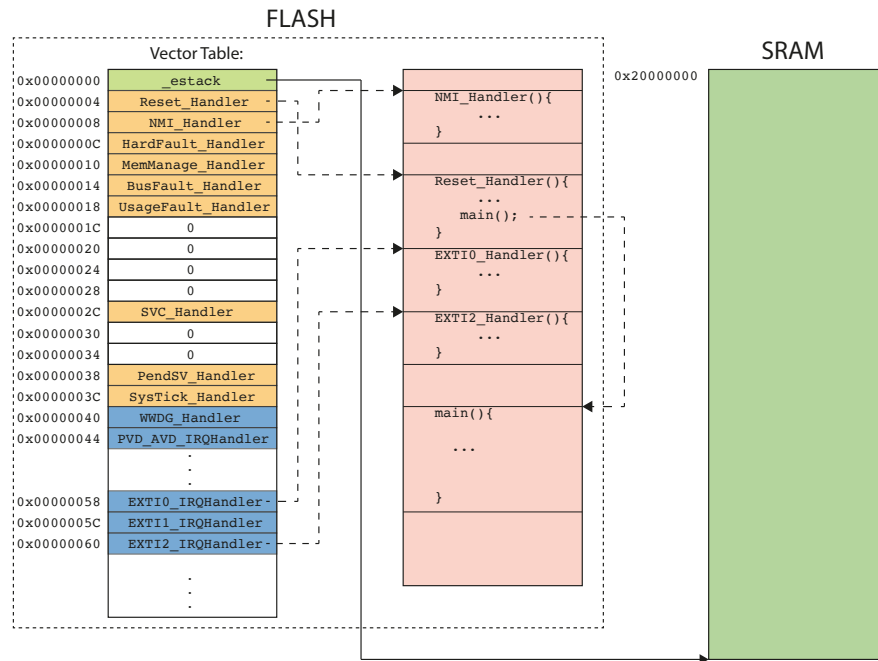 FLASH
Vector Table:
0x00000000 _estack
0x00000004 Reset_Handler
0x00000008 NMI_Handler
0x0000000C HardFault_Handler
0x00000010 MemManage_Handler
0x00000014 BusFault_Handler
0x00000018 UsageFault_Handler
0x0000001C 0
0x00000020 0
0x00000024 0
0x00000028 0
0x0000002C SVC_Handler
0x00000030 0
0x00000034 0
0x00000038 PendSV_Handler
0x0000003C SysTick_Handler
0x00000040 WWDG_Handler
0x00000044 PVD_AVD_IRQHandler
.
.
.
0x00000058 EXTI0_IRQHandler
0x0000005C EXTI1_IRQHandler
0x00000060 EXTI2_IRQHandler
.
.
.
NMI_Handler(){
...
}
Reset_Handler(){
...
main();
}
EXTI0_Handler(){
...
}
EXTI2_Handler(){
...
}
main(){
...
}
SRAM
0x20000000